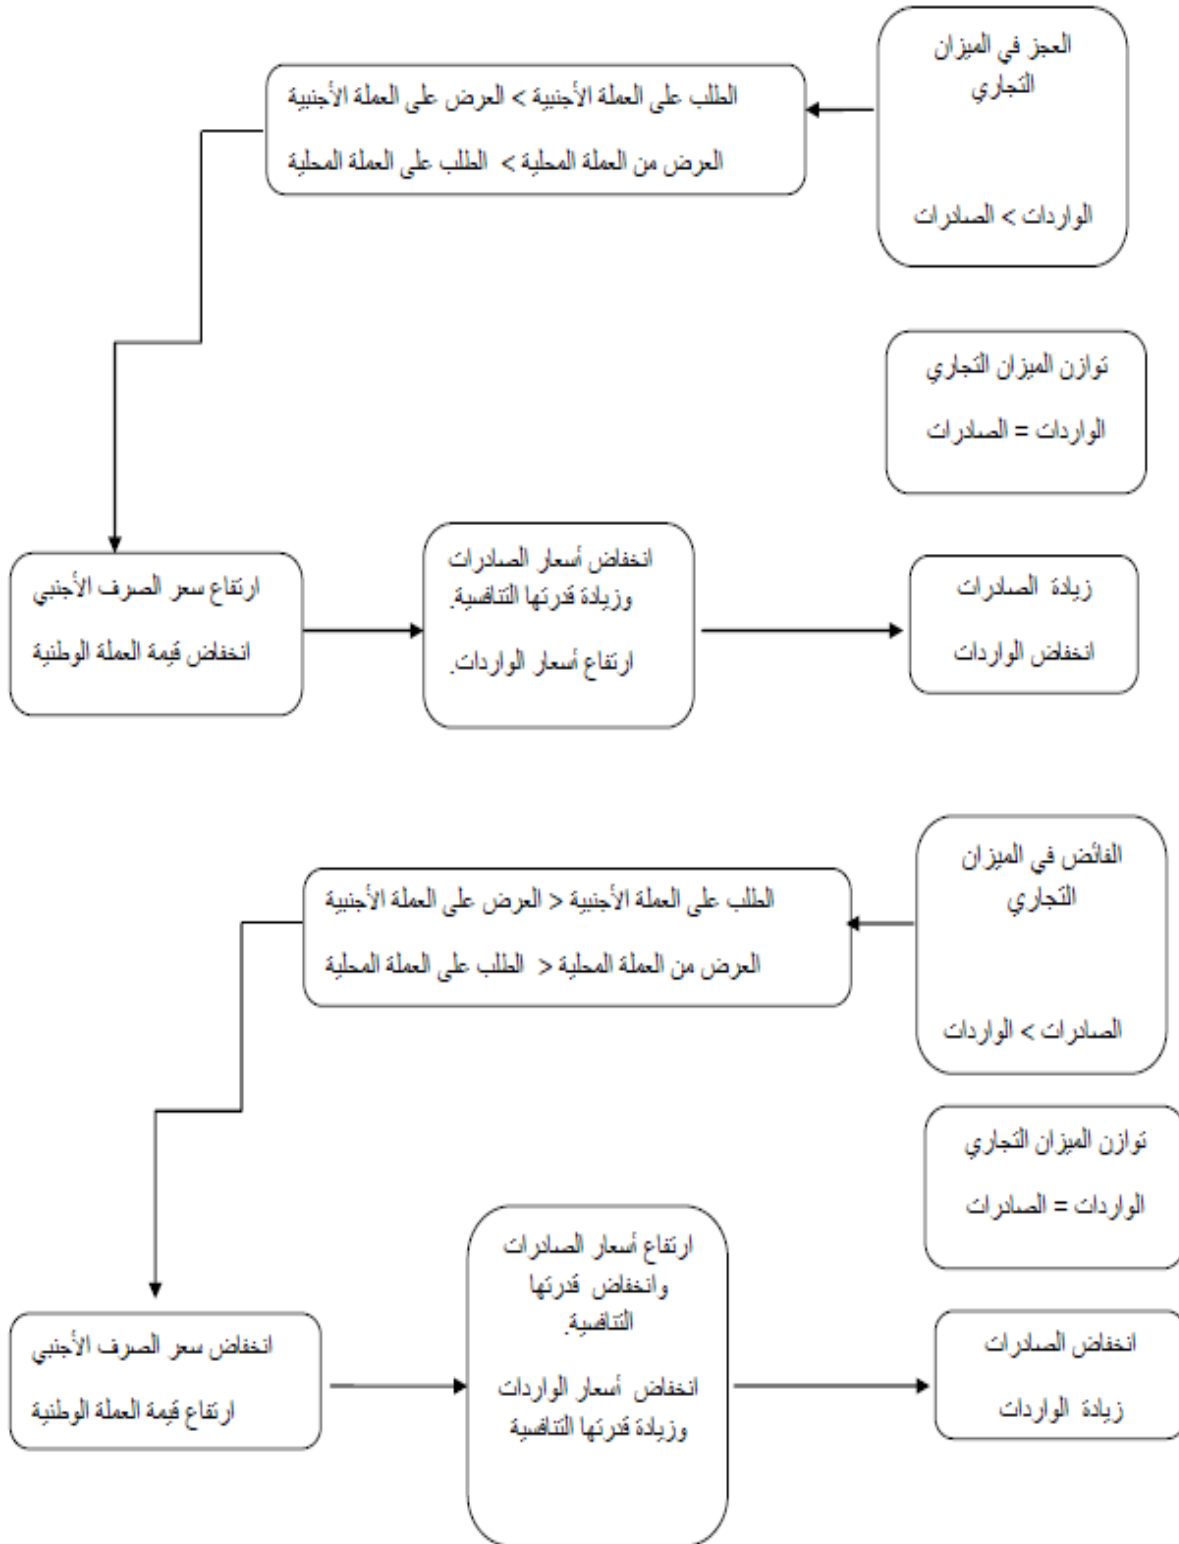 العجز في الميزان
التجاري
الواردات > الصادرات
الطلب على العملة الأجنبية > العرض على العملة الأجنبية
العرض من العملة المحلية > الطلب على العملة المحلية
توازن الميزان التجاري
الواردات = الصادرات
ارتفاع سعر الصرف الأجنبي
انخفاض قيمة العملة الوطنية
انخفاض أسعار الصادرات
وزيادة قدرتها التنافسية.
ارتفاع أسعار الواردات.
زيادة الصادرات
انخفاض الواردات
الفائض في الميزان
التجاري
الصادرات > الواردات
الطلب على العملة الأجنبية < العرض على العملة الأجنبية
العرض من العملة المحلية < الطلب على العملة المحلية
توازن الميزان التجاري
الواردات = الصادرات
انخفاض سعر الصرف الأجنبي
ارتفاع قيمة العملة الوطنية
ارتفاع أسعار الصادرات
وانخفاض قدرتها
التنافسية.
انخفاض أسعار الواردات
وزيادة قدرتها التنافسية
انخفاض الصادرات
زيادة الواردات